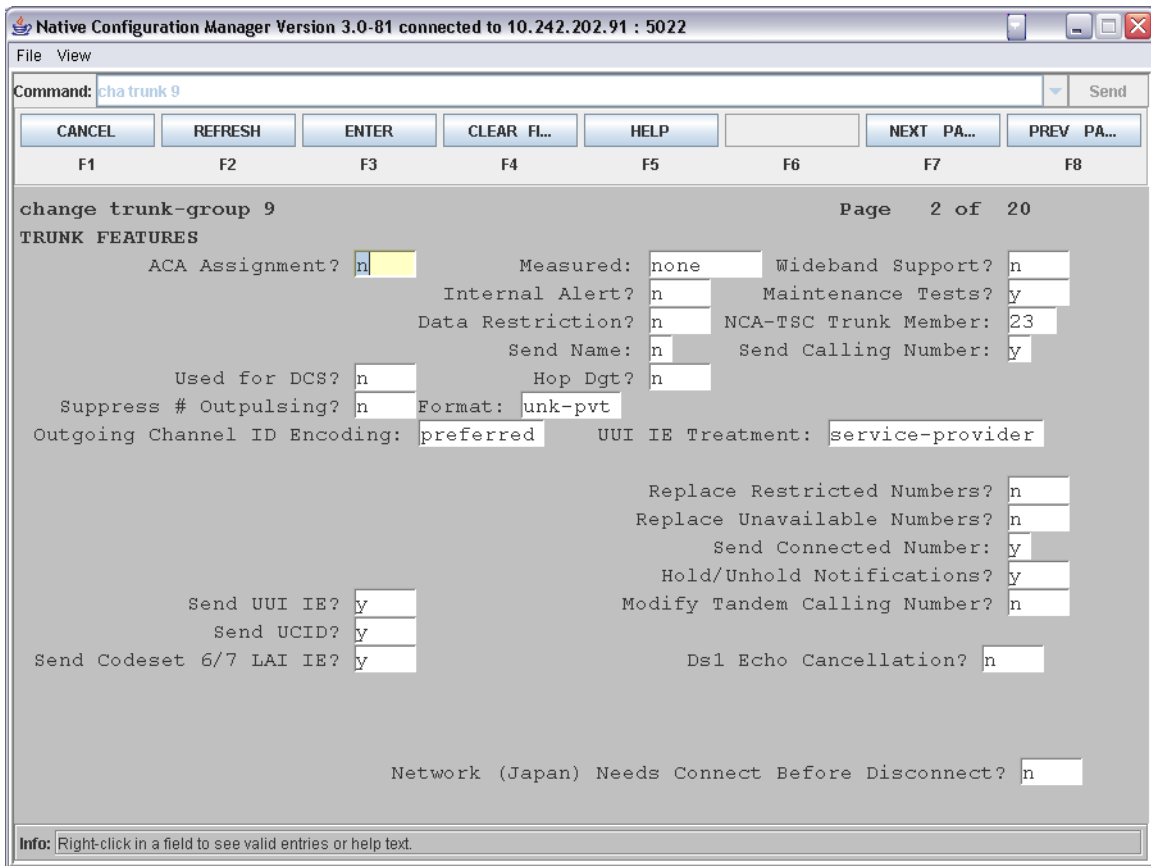 Native Configuration Manager Version 3.0-81 connected to 10.242.202.91 : 5022
File View
Command: cha trunk 9 Send
CANCEL REFRESH ENTER CLEAR FI... HELP NEXT PA... PREV PA...
F1 F2 F3 F4 F5 F6 F7 F8
change trunk-group 9 Page 2 of 20
TRUNK FEATURES
ACA Assignment? n Measured: none Wideband Support? n
Internal Alert? n Maintenance Tests? y
Data Restriction? n NCA-TSC Trunk Member: 23
Send Name: n Send Calling Number: y
Used for DCS? n Hop Dgt? n
Suppress # Outpulsing? n Format: unk-pvt
Outgoing Channel ID Encoding: preferred UUI IE Treatment: service-provider
Replace Restricted Numbers? n
Replace Unavailable Numbers? n
Send Connected Number: y
Hold/Unhold Notifications? y
Send UUI IE? y Modify Tandem Calling Number? n
Send UCID? y
Send Codeset 6/7 LAI IE? y Ds1 Echo Cancellation? n
Network (Japan) Needs Connect Before Disconnect? n
Info: Right-click in a field to see valid entries or help text.